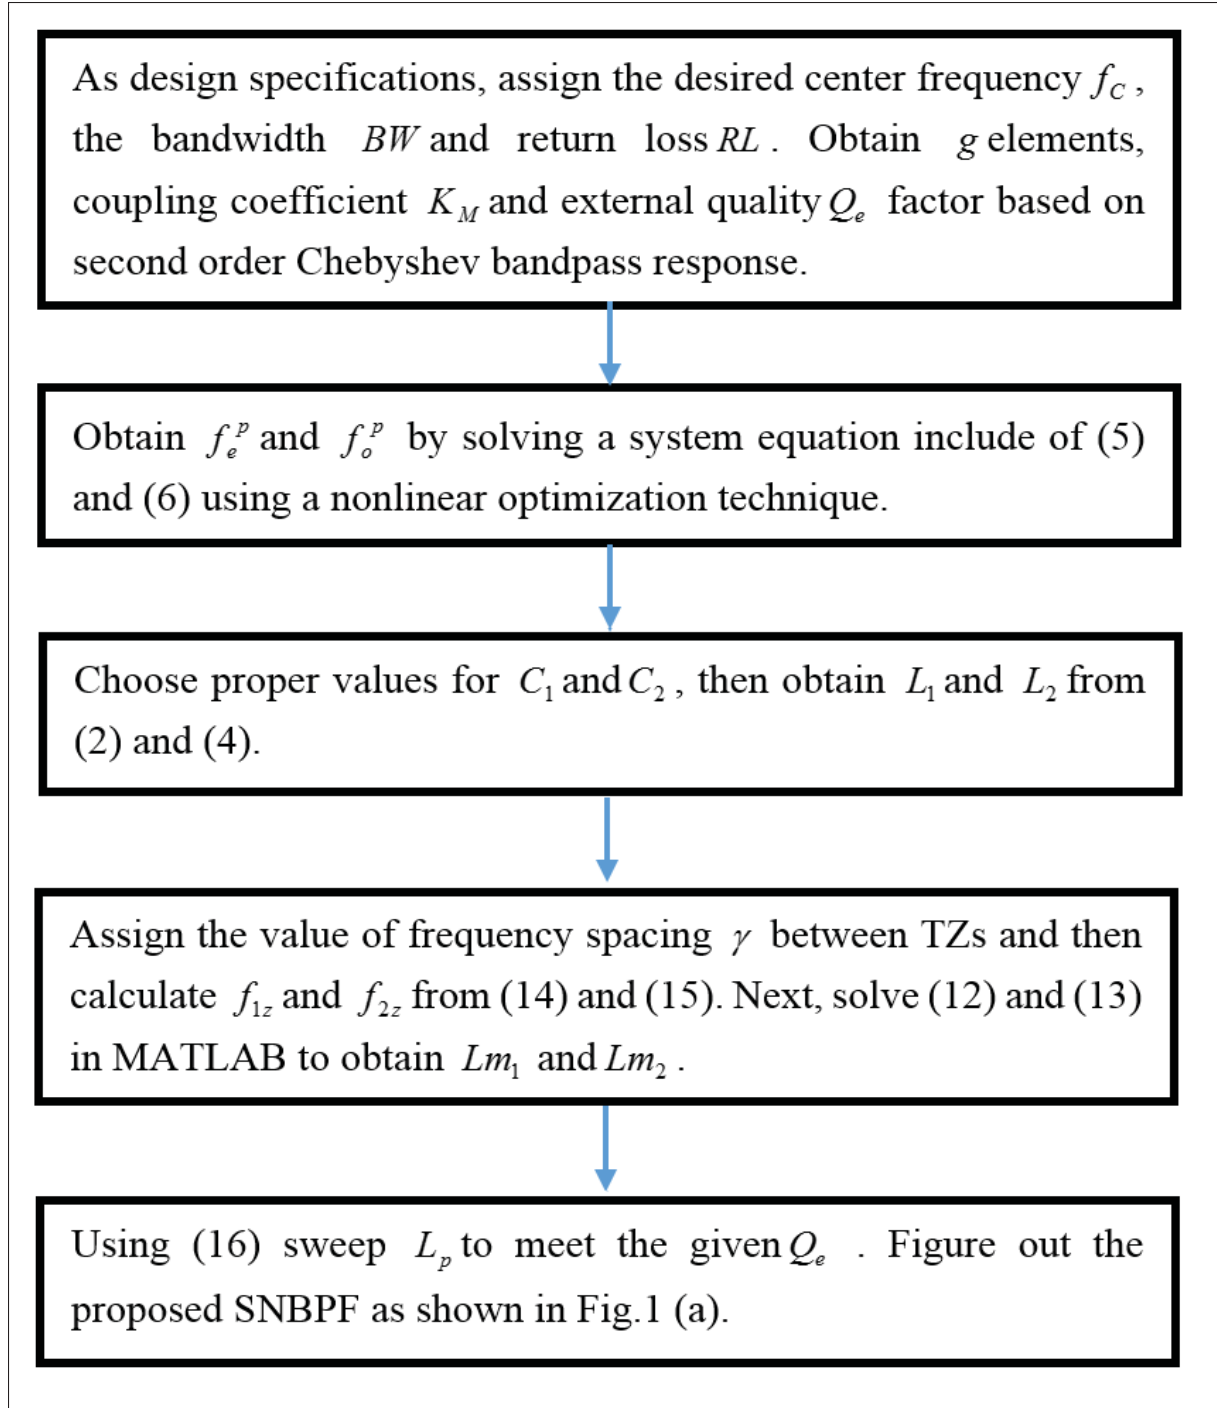 As design specifications, assign the desired center frequency f_C ,
the bandwidth BW and return loss RL . Obtain g elements,
coupling coefficient K_M and external quality Q_e factor based on
second order Chebyshev bandpass response.
Obtain f_e^p and f_o^p by solving a system equation include of (5)
and (6) using a nonlinear optimization technique.
Choose proper values for C_1 and C_2 , then obtain L_1 and L_2 from
(2) and (4).
Assign the value of frequency spacing γ between TZs and then
calculate f_{1z} and f_{2z} from (14) and (15). Next, solve (12) and (13)
in MATLAB to obtain Lm_1 and Lm_2 .
Using (16) sweep L_p to meet the given Q_e . Figure out the
proposed SNBPF as shown in Fig.1 (a).